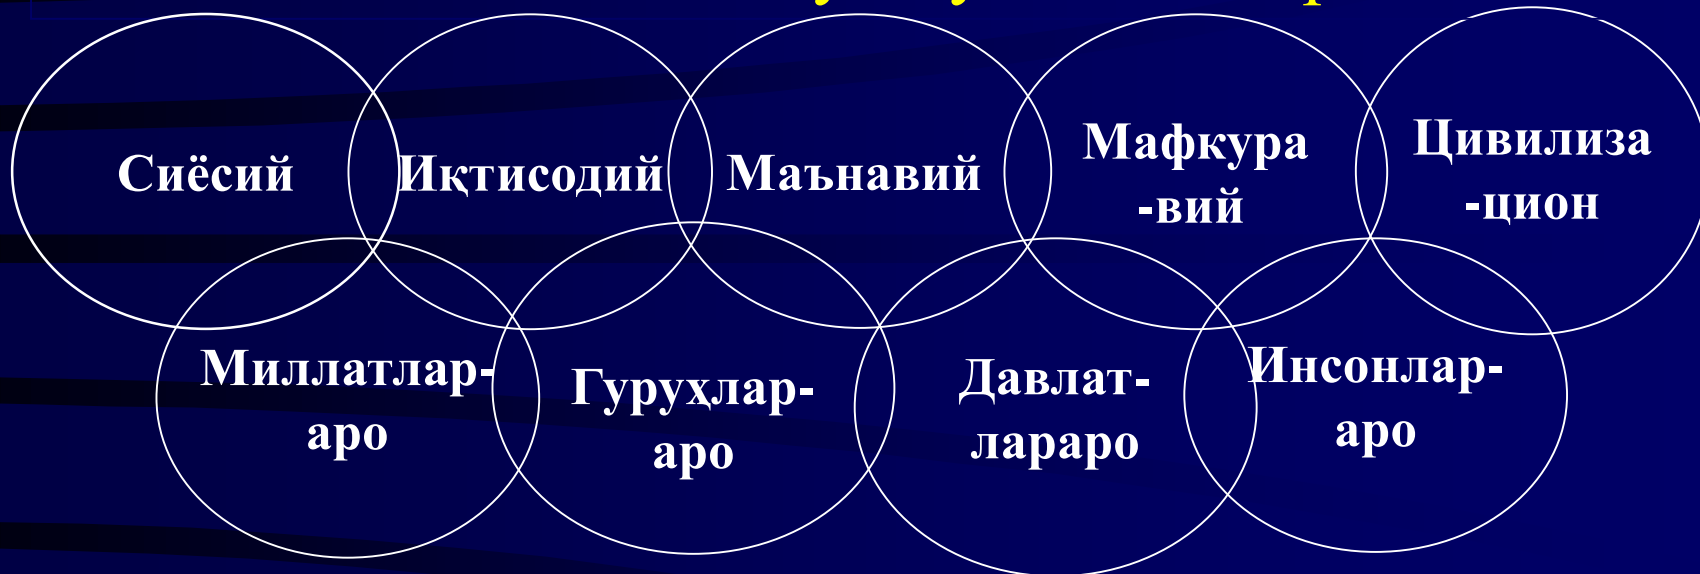 Сиёсий
Иқтисодий
Маънавий
Мафкура
-вий
Цивилиза
-цион
Миллатлар-
аро
Гуруҳлар-
аро
Давлат-
лараро
Инсонлар-
аро